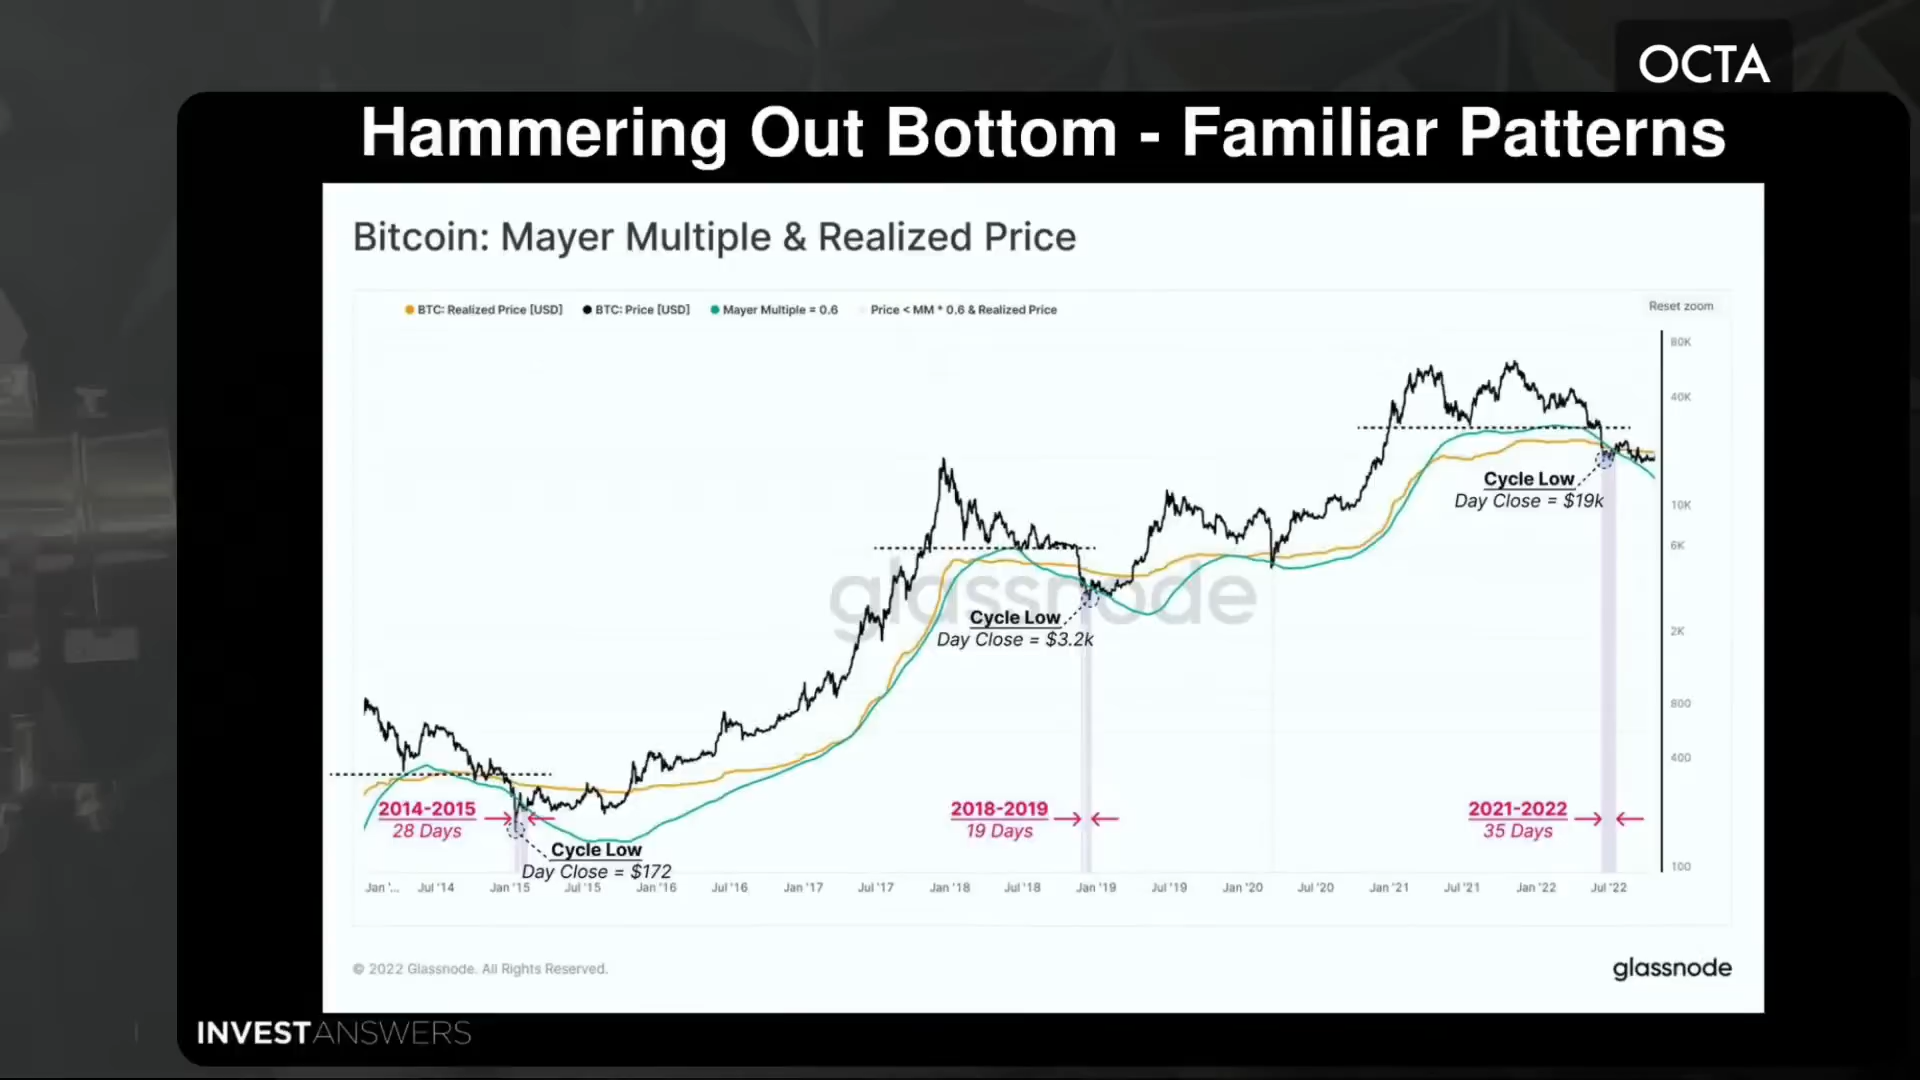 OCTA
Hammering Out Bottom - Familiar Patterns
Bitcoin: Mayer Multiple & Realized Price
BTC: Realized Price [USD] BTC: Price [USD] Mayer Multiple = 0.6 Price < MM * 0.6 & Realized Price
Reset zoom
80K
40K
10K
6K
2K
800
400
100
glassnode
Cycle Low
Day Close = $19k
Cycle Low
Day Close = $3.2k
2014-2015
28 Days
2018-2019
19 Days
2021-2022
35 Days
Cycle Low
Day Close = $172
Jan '... Jul '14 Jan '15 Jul '15 Jan '16 Jul '16 Jan '17 Jul '17 Jan '18 Jul '18 Jan '19 Jul '19 Jan '20 Jul '20 Jan '21 Jul '21 Jan '22 Jul '22
© 2022 Glassnode. All Rights Reserved.
glassnode
INVESTANSWERS